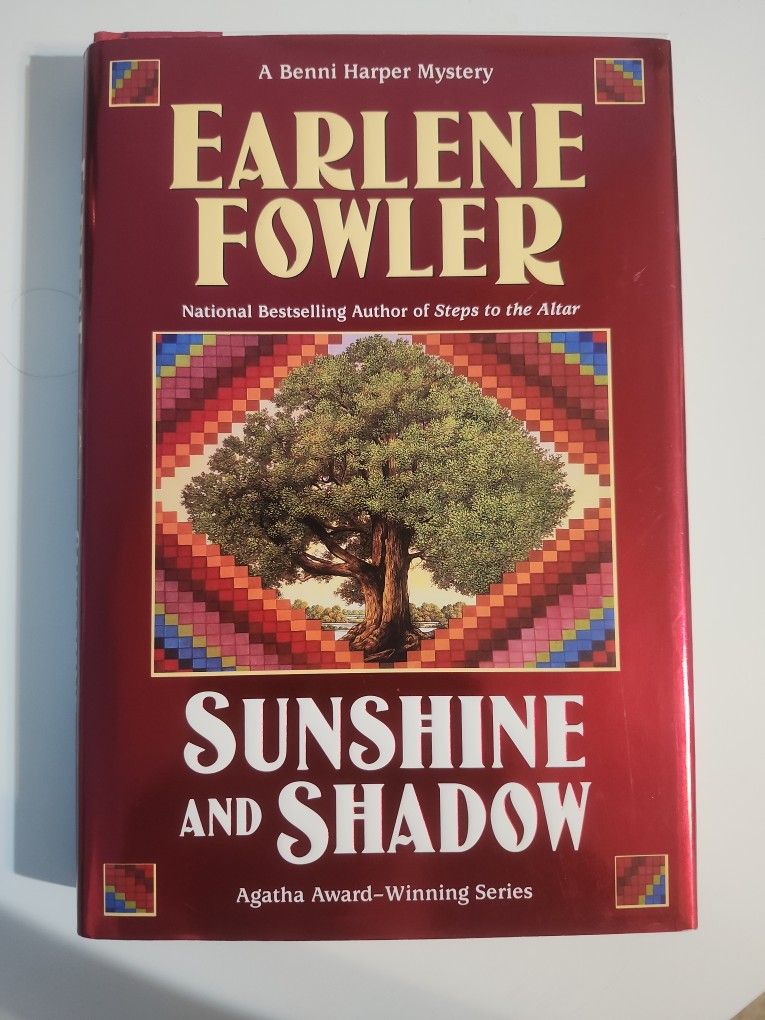 A Benni Harper Mystery
EARLENE
FOWLER
National Bestselling Author of Steps to the Altar
SUNSHINE
AND SHADOW
Agatha Award–Winning Series